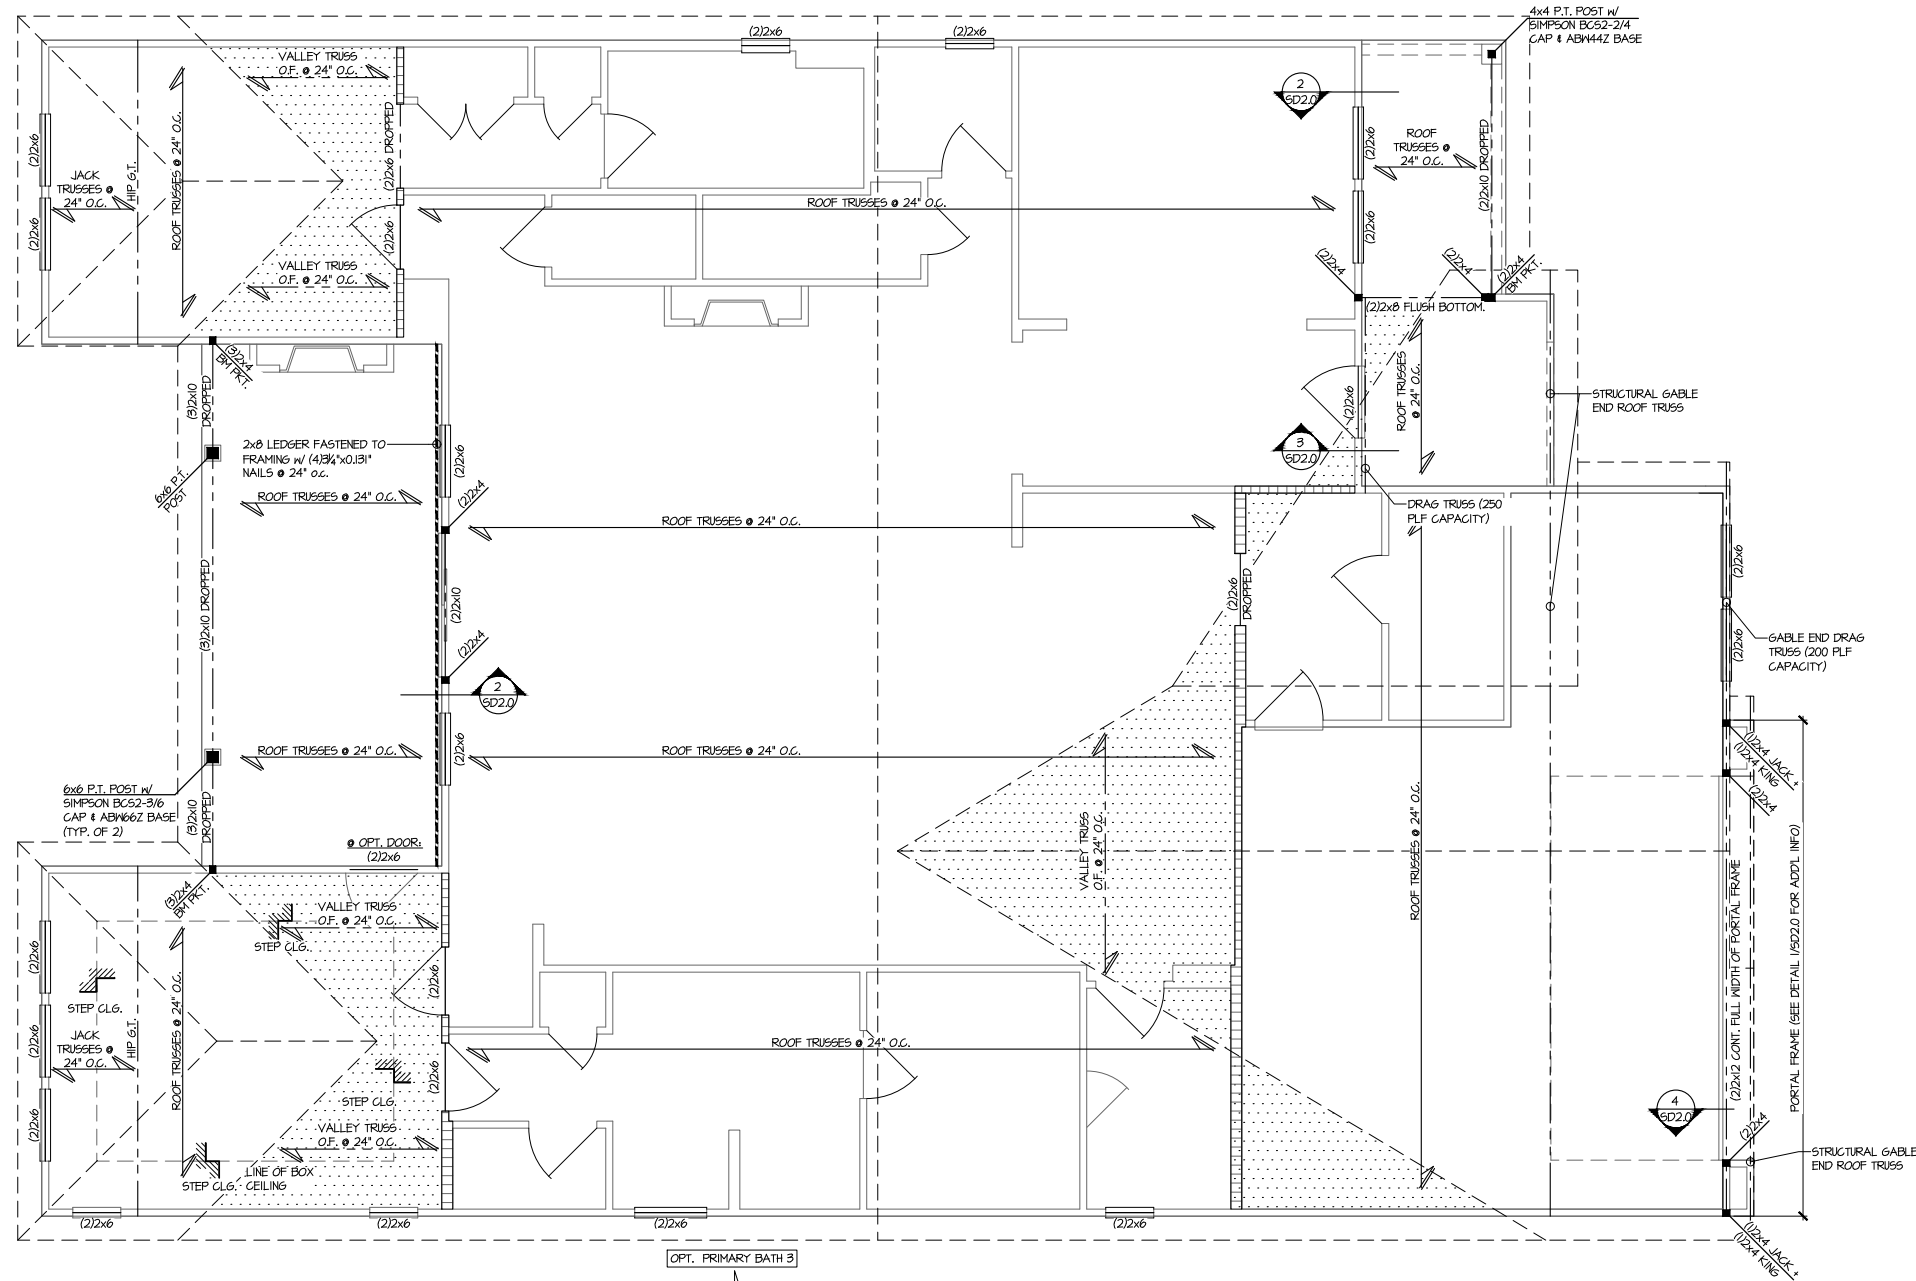 4x4 P.T. POST w/
SIMPSON BCS2-2/4
CAP & ABW44Z BASE
(2)2x6
(2)2x6
VALLEY TRUSS
O.F. @ 24" O.C.
2
SD2.0
(2)2x6
JACK
TRUSSES @
24" O.C.
HIP G.T.
ROOF TRUSSES @ 24" O.C.
(2)2x6 DROPPED
(2)2x6
ROOF
TRUSSES @
24" O.C.
(2)2x10 DROPPED
(2)2x6
(2)2x6
ROOF TRUSSES @ 24" O.C.
(2)2x6
VALLEY TRUSS
O.F. @ 24" O.C.
(2)2x4
(2)2x4
(2)2x4
BM PKT.
(2)2x8 FLUSH BOTTOM.
(3)2x4
BM PKT.
(3)2x10
DROPPED
ROOF TRUSSES
@ 24" O.C.
(2)2x6
STRUCTURAL GABLE
END ROOF TRUSS
2x8 LEDGER FASTENED TO
FRAMING w/ (4)3¼"x0.131"
NAILS @ 24" o.c.
(2)2x6
3
SD2.0
6x6 P.T.
POST
ROOF TRUSSES @ 24" O.C.
(2)2x4
DRAG TRUSS (250
PLF CAPACITY)
ROOF TRUSSES @ 24" O.C.
(3)2x10 DROPPED
(2)2x10
(2)2x6
DROPPED
(2)2x6
(2)2x6
GABLE END DRAG
TRUSS (200 PLF
CAPACITY)
(2)2x4
2
SD2.0
ROOF TRUSSES @ 24" O.C.
(2)2x6
ROOF TRUSSES @ 24" O.C.
(1)2x4 JACK +
(1)2x4 KING
(2)2x4
6x6 P.T. POST w/
SIMPSON BCS2-3/6
CAP & ABW66Z BASE
(TYP. OF 2)
(3)2x10
DROPPED
@ OPT. DOOR:
(2)2x6
VALLEY TRUSS
O.F. @ 24" O.C.
ROOF TRUSSES @ 24" O.C.
(2)2x12 CONT. FULL WIDTH OF PORTAL FRAME
PORTAL FRAME (SEE DETAIL 1/SD2.0 FOR ADD'L INFO)
(3)2x4
BM PKT.
VALLEY TRUSS
O.F. @ 24" O.C.
STEP CLG.
(2)2x6
(2)2x6
STEP CLG.
JACK
TRUSSES @
24" O.C.
(2)2x6
HIP G.T.
ROOF TRUSSES @ 24" O.C.
ROOF TRUSSES @ 24" O.C.
(2)2x6
STEP CLG.
(2)2x6
VALLEY TRUSS
O.F. @ 24" O.C.
4
SD2.0
(2)2x4
STRUCTURAL GABLE
END ROOF TRUSS
LINE OF BOX
CEILING
STEP CLG.
(2)2x6
(2)2x6
(2)2x6
(2)2x6
(1)2x4 JACK +
(1)2x4 KING
OPT. PRIMARY BATH 3